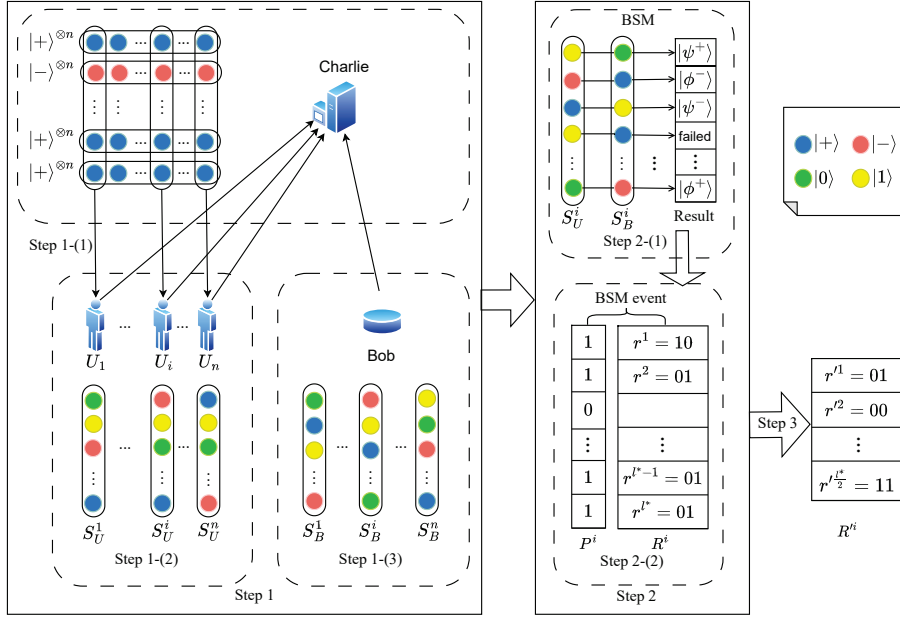 |+⟩⊗n
|−⟩⊗n
... ...
⋮ ⋮ ⋮ ⋮
|+⟩⊗n
|+⟩⊗n
Charlie
Step 1-(1)
... ...
U₁ Uᵢ Uₙ
Bob
... ...
⋮ ⋮ ⋮
S_U^1 S_U^i S_U^n
Step 1-(2)
... ...
⋮ ⋮ ⋮
S_B^1 S_B^i S_B^n
Step 1-(3)
Step 1
BSM
|ψ⁺⟩
|ϕ⁻⟩
|ψ⁻⟩
failed
⋮ ⋮ ⋮ ⋮
|ϕ⁺⟩
S_U^i S_B^i Result
Step 2-(1)
BSM event
1 r^1 = 10
1 r^2 = 01
0
⋮ ⋮
1 r^{l*−1} = 01
1 r^{l*} = 01
P^i R^i
Step 2-(2)
Step 2
Step 3
r'^1 = 01
r'^2 = 00
⋮
r'^{l*/2} = 11
R'^i
|+⟩ |−⟩
|0⟩ |1⟩